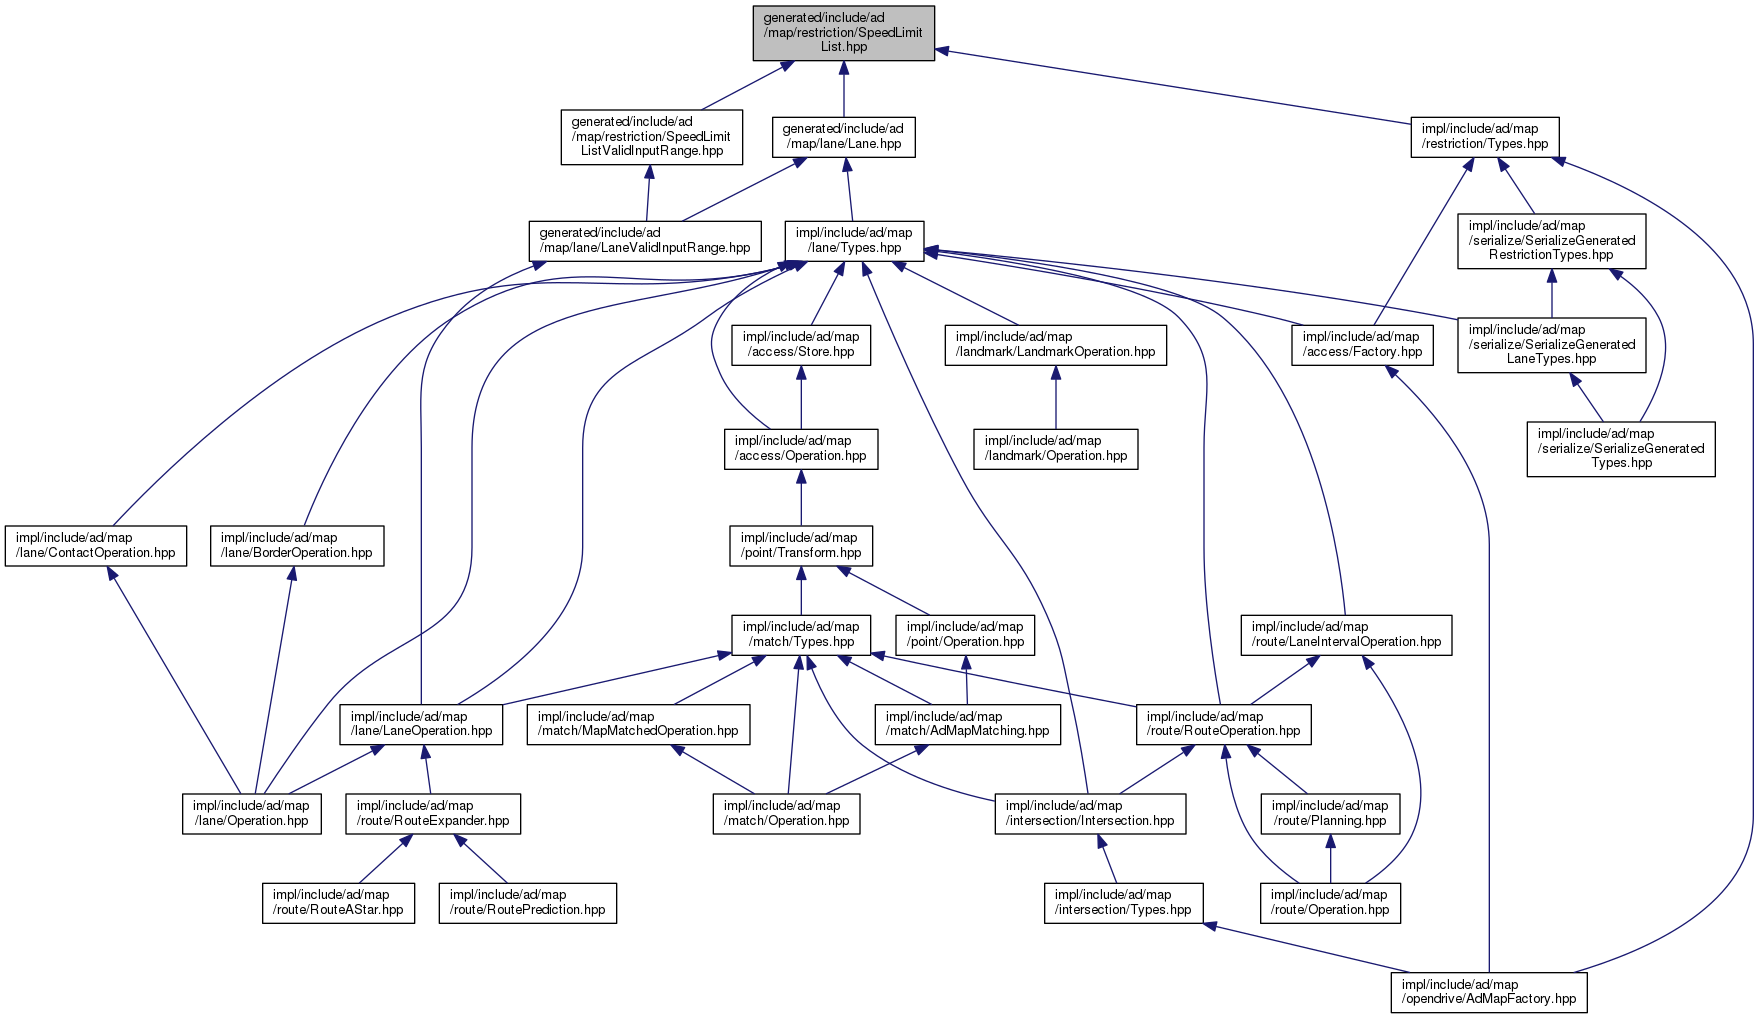 generated/include/ad
/map/restriction/SpeedLimit
List.hpp
generated/include/ad
/map/restriction/SpeedLimit
ListValidInputRange.hpp
generated/include/ad
/map/lane/Lane.hpp
impl/include/ad/map
/restriction/Types.hpp
generated/include/ad
/map/lane/LaneValidInputRange.hpp
impl/include/ad/map
/lane/Types.hpp
impl/include/ad/map
/serialize/SerializeGenerated
RestrictionTypes.hpp
impl/include/ad/map
/access/Store.hpp
impl/include/ad/map
/landmark/LandmarkOperation.hpp
impl/include/ad/map
/access/Factory.hpp
impl/include/ad/map
/serialize/SerializeGenerated
LaneTypes.hpp
impl/include/ad/map
/access/Operation.hpp
impl/include/ad/map
/landmark/Operation.hpp
impl/include/ad/map
/serialize/SerializeGenerated
Types.hpp
impl/include/ad/map
/lane/ContactOperation.hpp
impl/include/ad/map
/lane/BorderOperation.hpp
impl/include/ad/map
/point/Transform.hpp
impl/include/ad/map
/match/Types.hpp
impl/include/ad/map
/point/Operation.hpp
impl/include/ad/map
/route/LaneIntervalOperation.hpp
impl/include/ad/map
/lane/LaneOperation.hpp
impl/include/ad/map
/match/MapMatchedOperation.hpp
impl/include/ad/map
/match/AdMapMatching.hpp
impl/include/ad/map
/route/RouteOperation.hpp
impl/include/ad/map
/lane/Operation.hpp
impl/include/ad/map
/route/RouteExpander.hpp
impl/include/ad/map
/match/Operation.hpp
impl/include/ad/map
/intersection/Intersection.hpp
impl/include/ad/map
/route/Planning.hpp
impl/include/ad/map
/route/RouteAStar.hpp
impl/include/ad/map
/route/RoutePrediction.hpp
impl/include/ad/map
/intersection/Types.hpp
impl/include/ad/map
/route/Operation.hpp
impl/include/ad/map
/opendrive/AdMapFactory.hpp